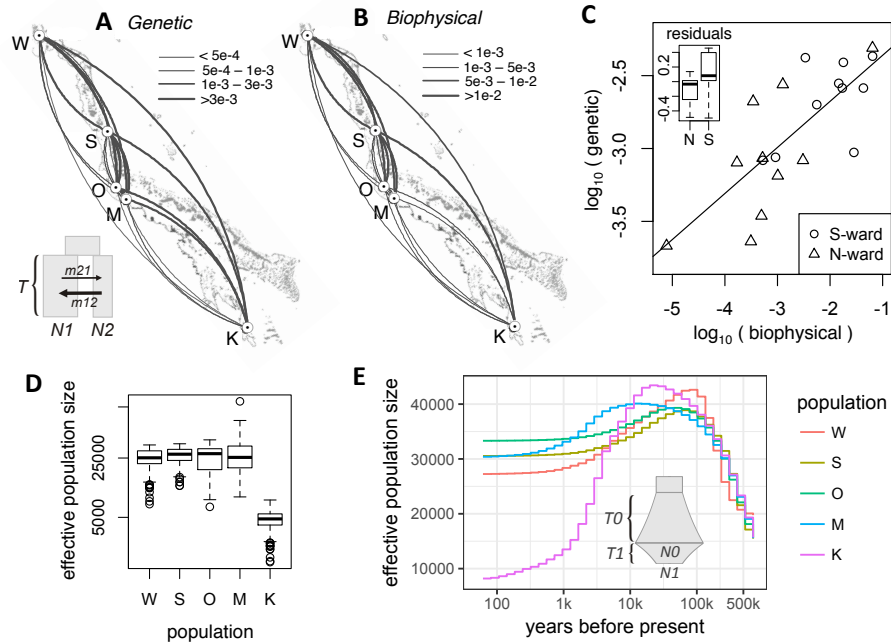 A Genetic
< 5e-4
5e-4 – 1e-3
1e-3 – 3e-3
>3e-3
W
S
O
M
K
T
m21
m12
N1 N2
B Biophysical
< 1e-3
1e-3 – 5e-3
5e-3 – 1e-2
>1e-2
W
S
O
M
K
C
residuals
0.2
-0.4
N S
log10 ( genetic)
-2.5
-3.0
-3.5
S-ward
N-ward
-5 -4 -3 -2 -1
log10 ( biophysical )
D
effective population size
25000
5000
W S O M K
population
E
effective population size
40000
30000
20000
10000
T0
T1
N0
N1
100 1k 10k 100k 500k
years before present
population
W
S
O
M
K